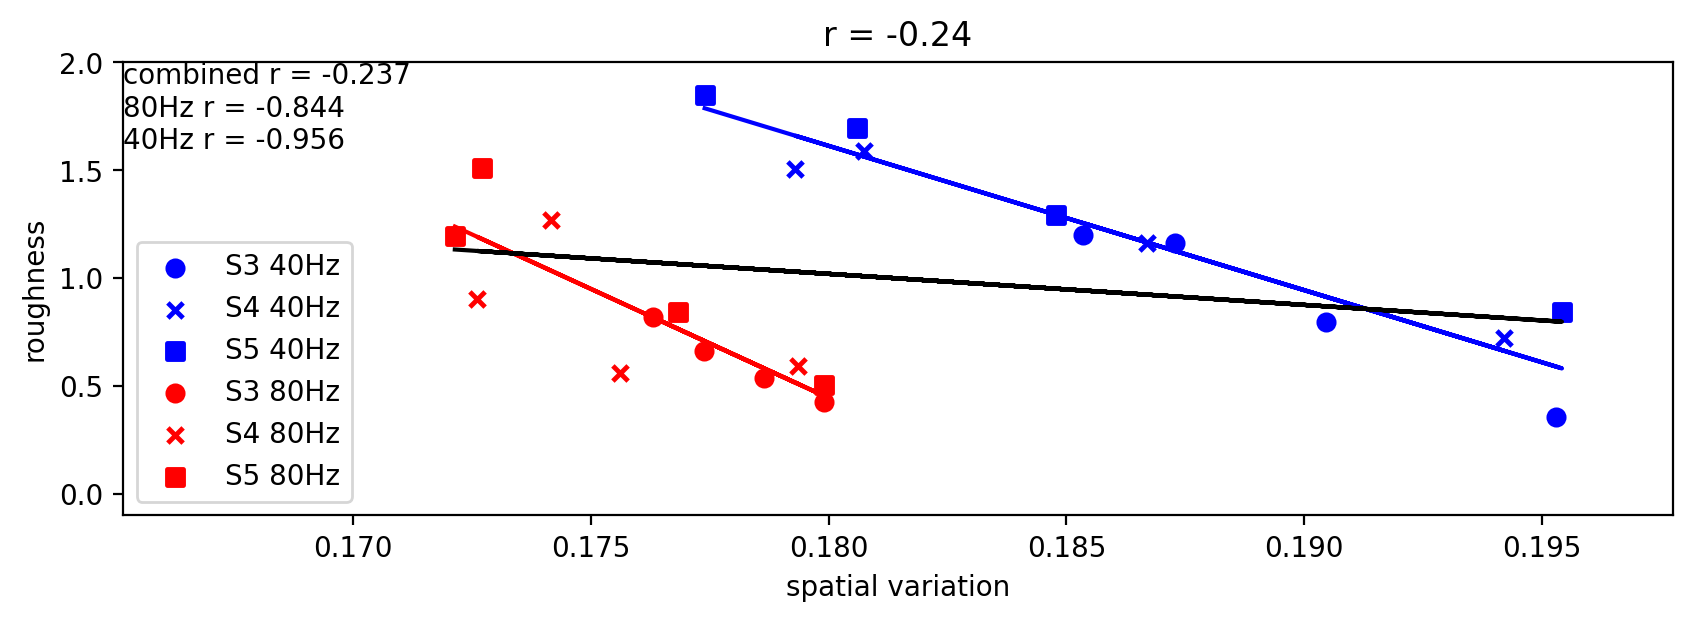 r = -0.24
combined r = -0.237
80Hz r = -0.844
40Hz r = -0.956
2.0
1.5
1.0
0.5
0.0
roughness
S3 40Hz
S4 40Hz
S5 40Hz
S3 80Hz
S4 80Hz
S5 80Hz
0.170 0.175 0.180 0.185 0.190 0.195
spatial variation